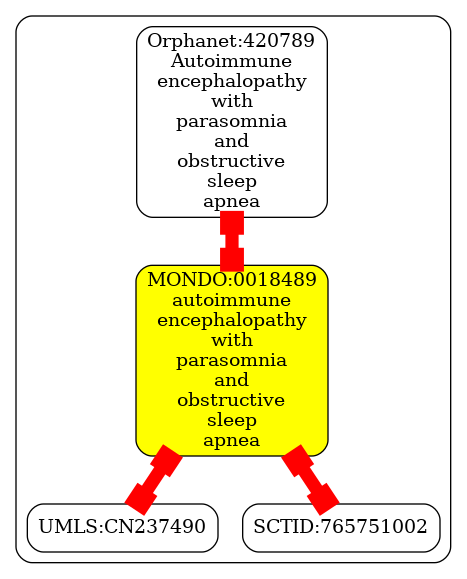 Orphanet:420789
Autoimmune
encephalopathy
with
parasomnia
and
obstructive
sleep
apnea
MONDO:0018489
autoimmune
encephalopathy
with
parasomnia
and
obstructive
sleep
apnea
UMLS:CN237490
SCTID:765751002